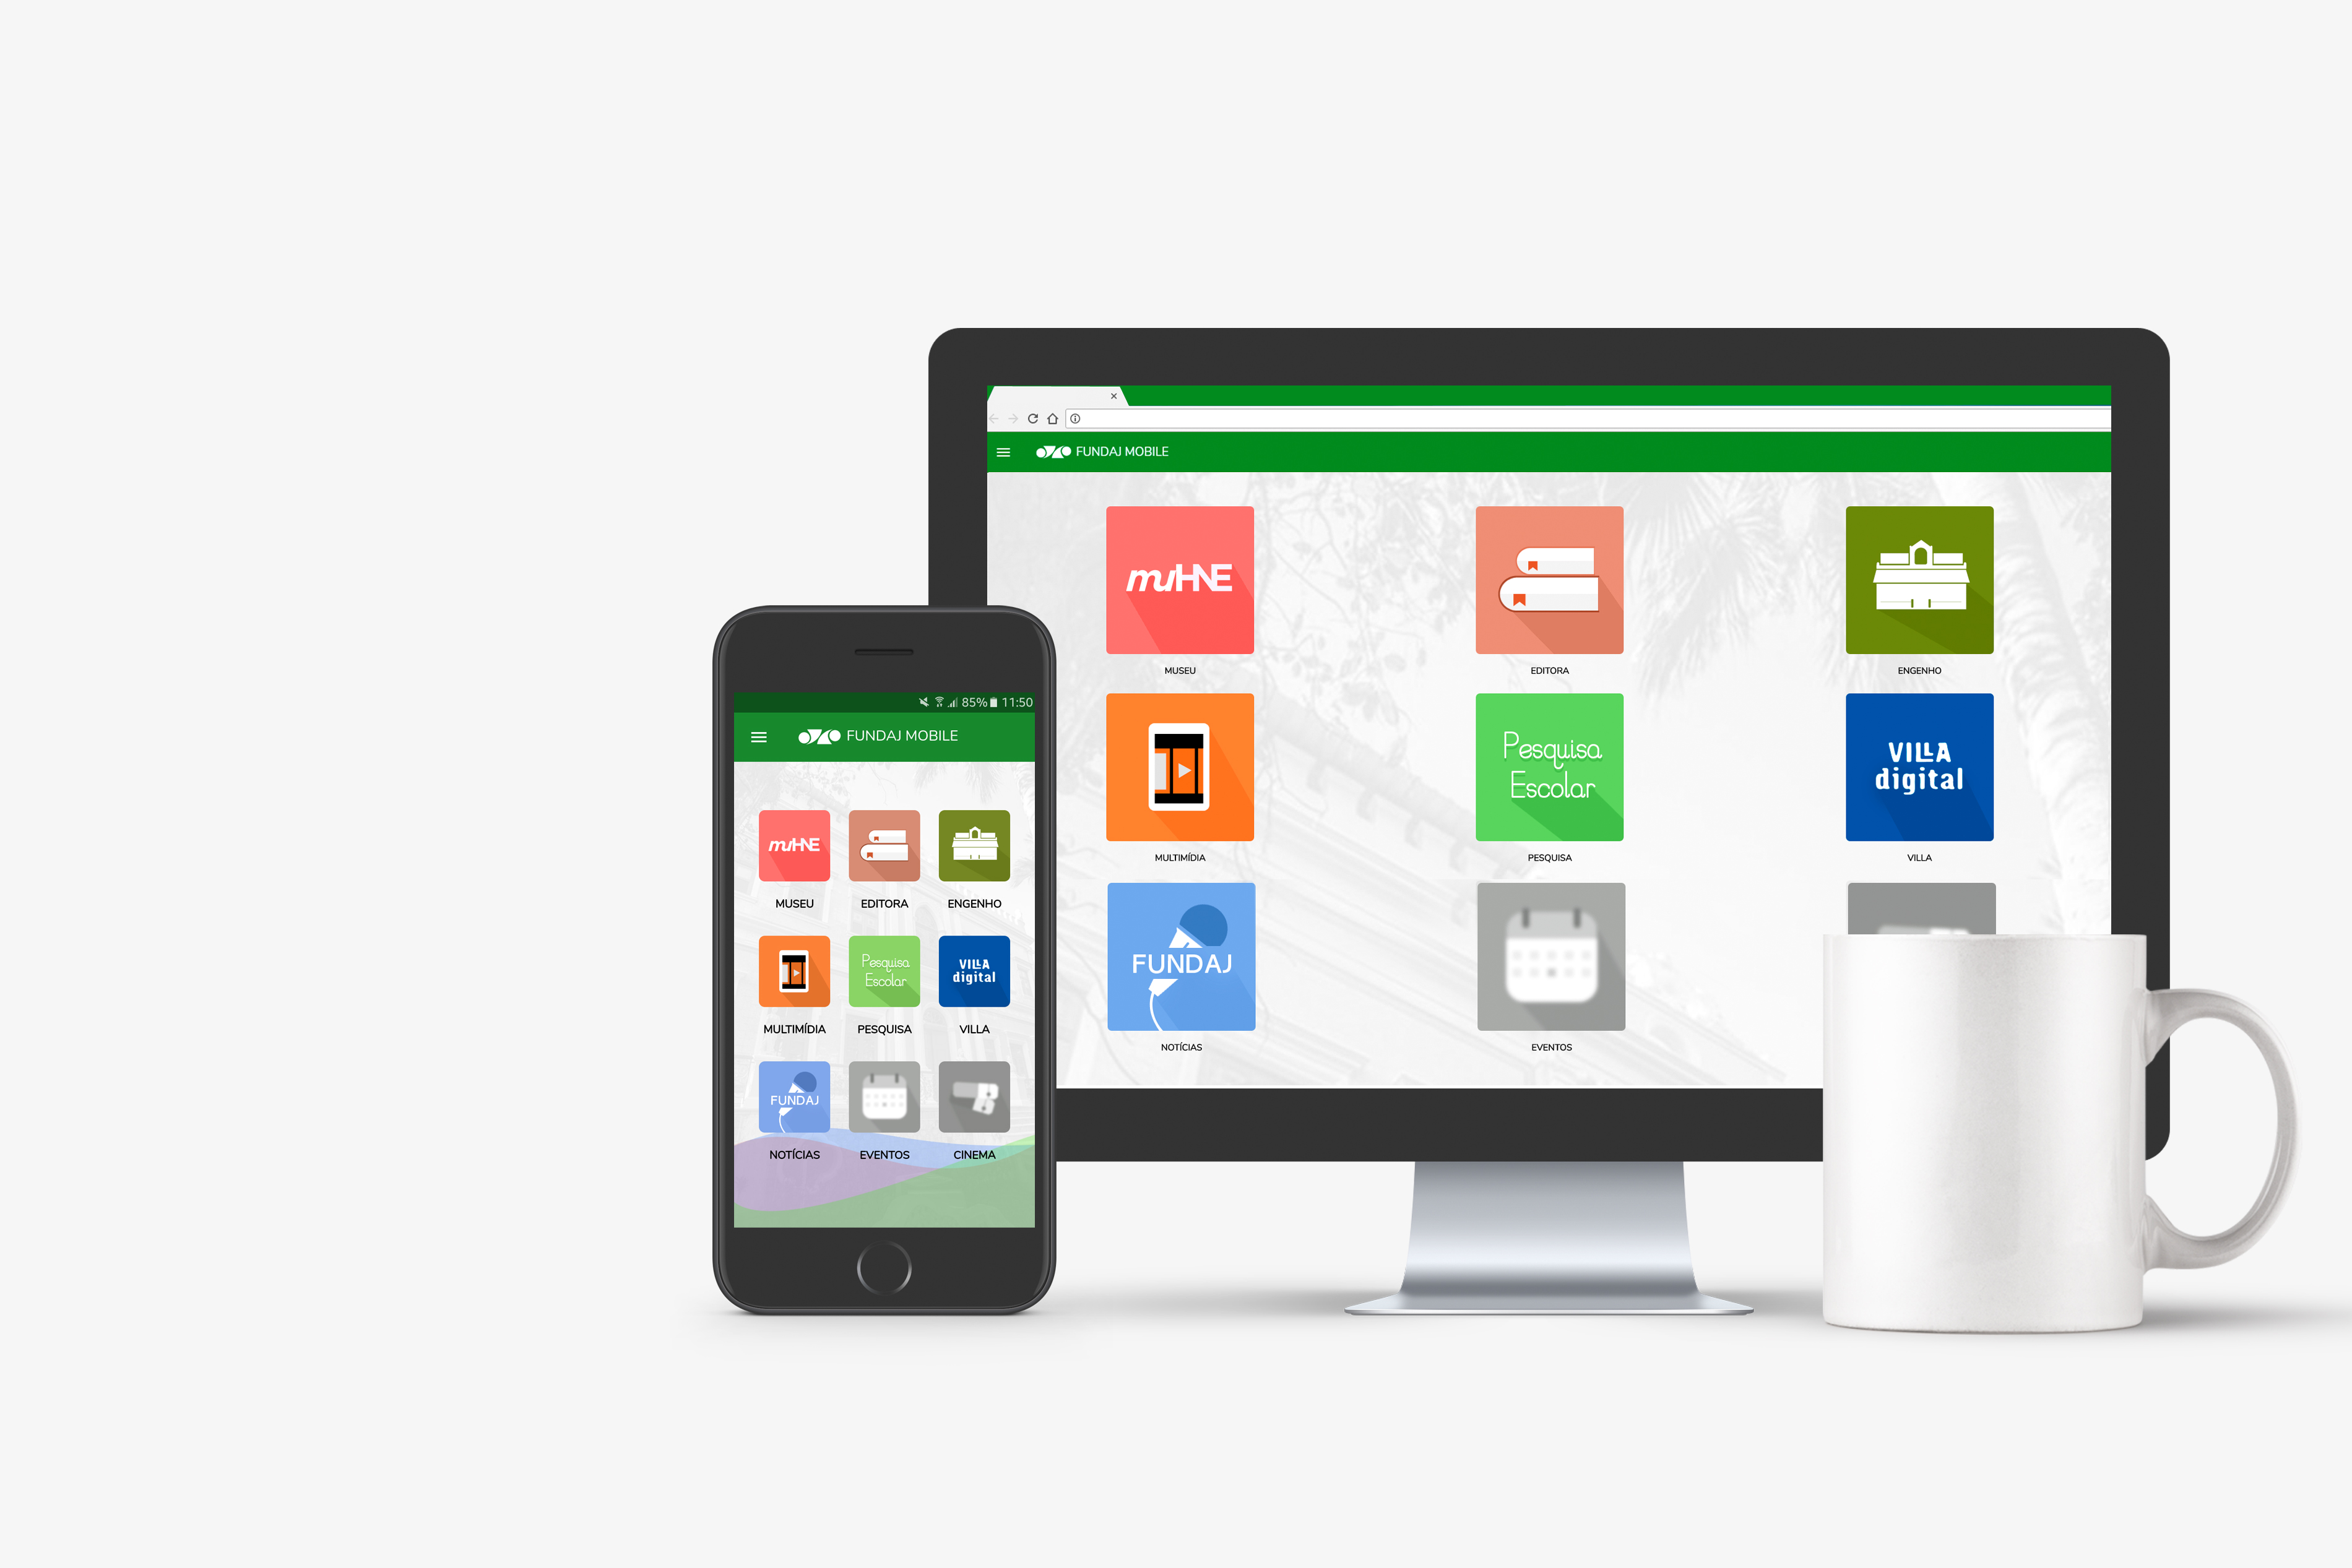 FUNDAJ MOBILE
muHNE
MUSEU
EDITORA
ENGENHO
Pesquisa
Escolar
VILLA
digital
MULTIMÍDIA
PESQUISA
VILLA
FUNDAJ
NOTÍCIAS
EVENTOS
85% 11:50
FUNDAJ MOBILE
muHNE
MUSEU
EDITORA
ENGENHO
Pesquisa
Escolar
VILLA
digital
MULTIMÍDIA
PESQUISA
VILLA
FUNDAJ
NOTÍCIAS
EVENTOS
CINEMA